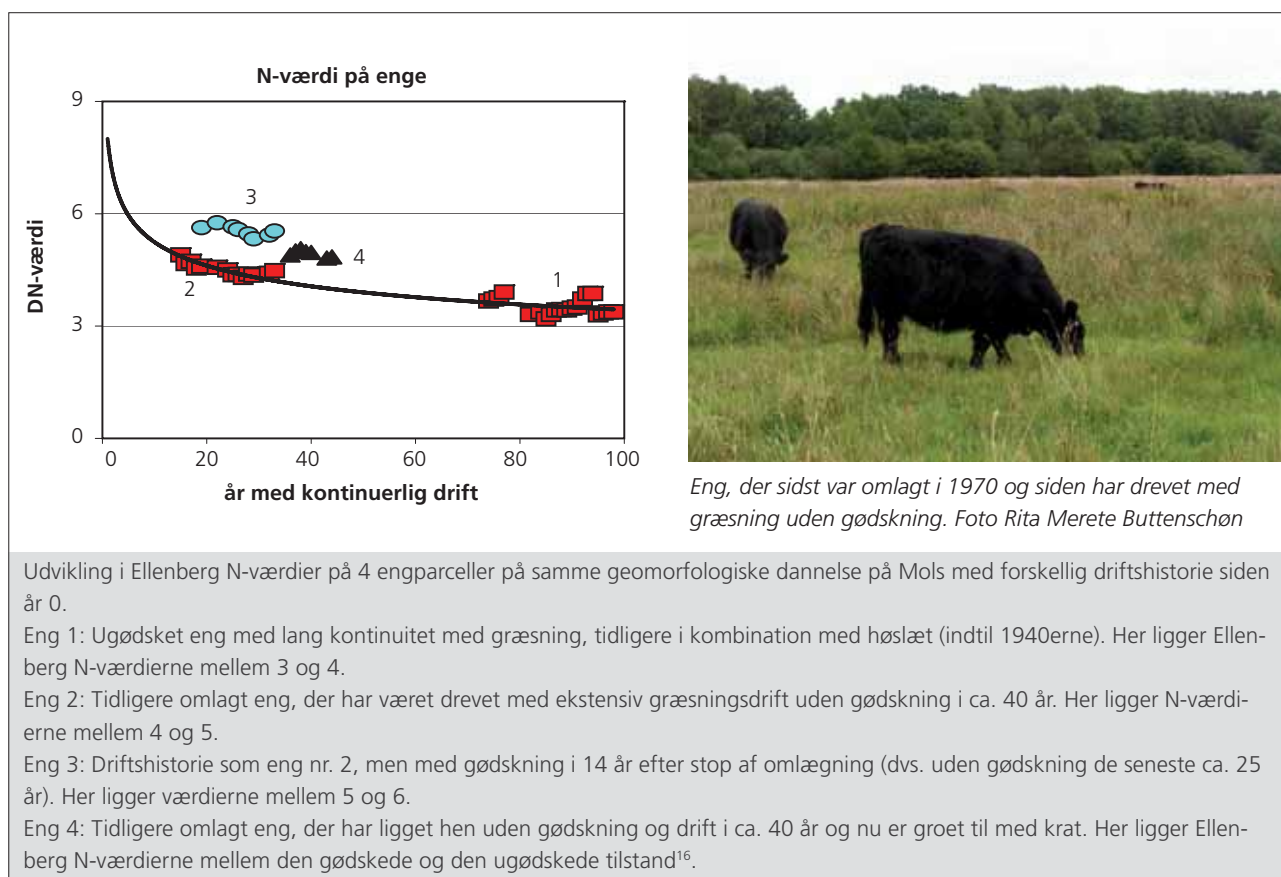 N-værdi på enge
9
6
3
0
DN-værdi
3
2
4
1
0 20 40 60 80 100
år med kontinuerlig drift
Eng, der sidst var omlagt i 1970 og siden har drevet med
græsning uden gødskning. Foto Rita Merete Buttenschøn
Udvikling i Ellenberg N-værdier på 4 engparceller på samme geomorfologiske dannelse på Mols med forskellig driftshistorie siden
år 0.
Eng 1: Ugødsket eng med lang kontinuitet med græsning, tidligere i kombination med høslæt (indtil 1940erne). Her ligger Ellen-
berg N-værdierne mellem 3 og 4.
Eng 2: Tidligere omlagt eng, der har været drevet med ekstensiv græsningsdrift uden gødskning i ca. 40 år. Her ligger N-værdi-
erne mellem 4 og 5.
Eng 3: Driftshistorie som eng nr. 2, men med gødskning i 14 år efter stop af omlægning (dvs. uden gødskning de seneste ca. 25
år). Her ligger værdierne mellem 5 og 6.
Eng 4: Tidligere omlagt eng, der har ligget hen uden gødskning og drift i ca. 40 år og nu er groet til med krat. Her ligger Ellen-
berg N-værdierne mellem den gødskede og den ugødskede tilstand16.